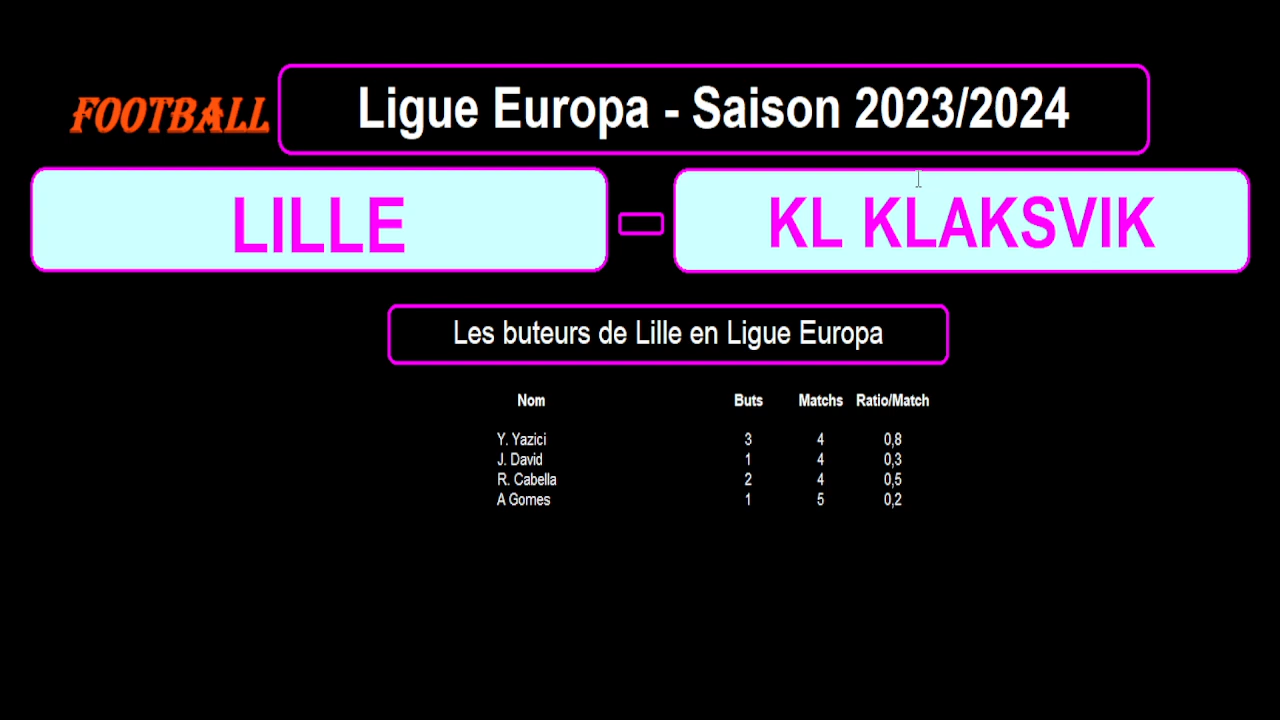 FOOTBALL
Ligue Europa - Saison 2023/2024
LILLE - KL KLAKSVIK
Les buteurs de Lille en Ligue Europa
Nom Buts Matchs Ratio/Match
Y. Yazici 3 4 0,8
J. David 1 4 0,3
R. Cabella 2 4 0,5
A Gomes 1 5 0,2